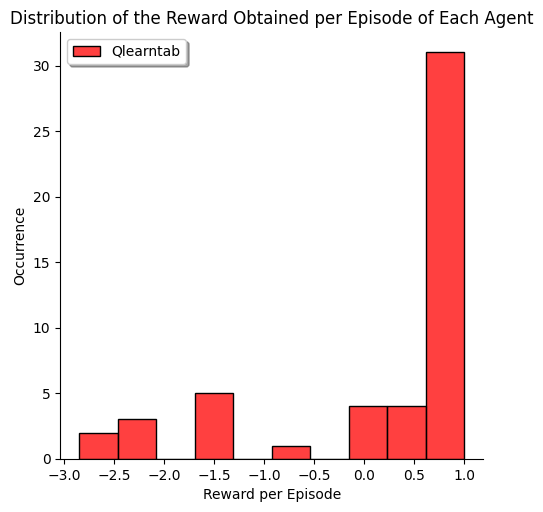 Distribution of the Reward Obtained per Episode of Each Agent
Qlearntab
Occurrence
30
25
20
15
10
5
0
−3.0 −2.5 −2.0 −1.5 −1.0 −0.5 0.0 0.5 1.0
Reward per Episode